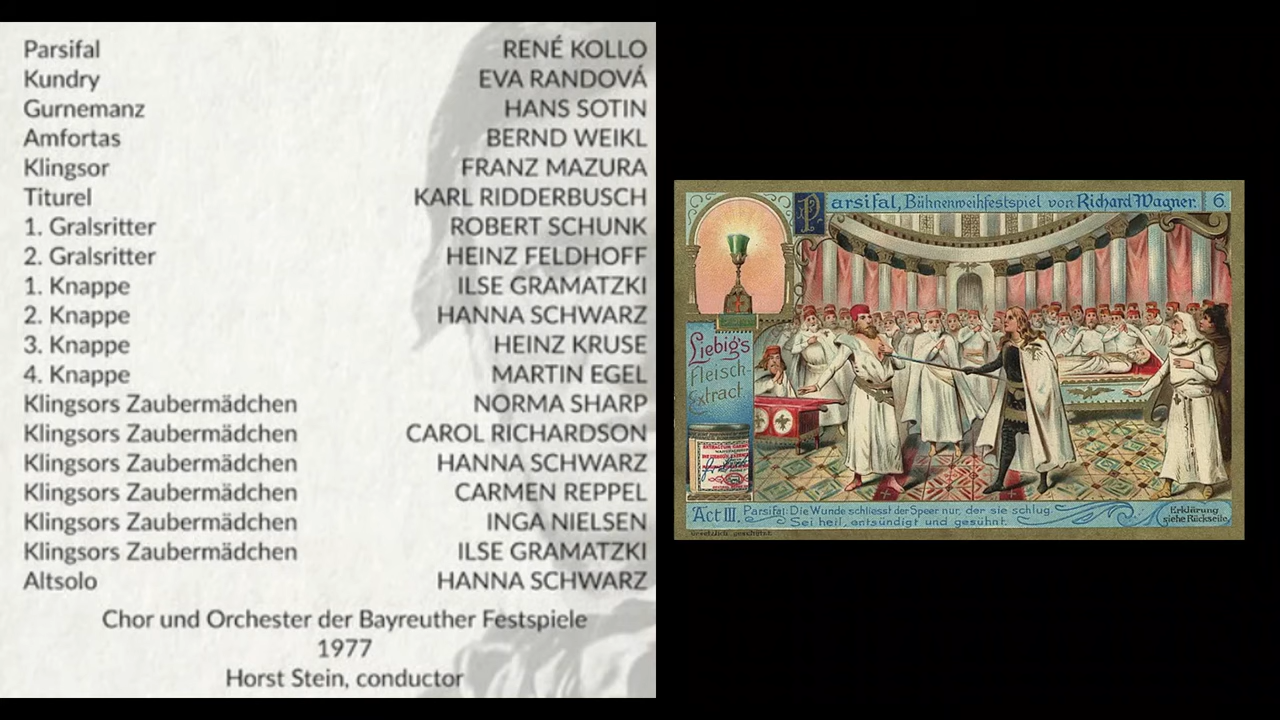 Parsifal RENÉ KOLLO
Kundry EVA RANDOVÁ
Gurnemanz HANS SOTIN
Amfortas BERND WEIKL
Klingsor FRANZ MAZURA
Titurel KARL RIDDERBUSCH
1. Gralsritter ROBERT SCHUNK
2. Gralsritter HEINZ FELDHOFF
1. Knappe ILSE GRAMATZKI
2. Knappe HANNA SCHWARZ
3. Knappe HEINZ KRUSE
4. Knappe MARTIN EGEL
Klingsors Zaubermädchen NORMA SHARP
Klingsors Zaubermädchen CAROL RICHARDSON
Klingsors Zaubermädchen HANNA SCHWARZ
Klingsors Zaubermädchen CARMEN REPPEL
Klingsors Zaubermädchen INGA NIELSEN
Klingsors Zaubermädchen ILSE GRAMATZKI
Altsolo HANNA SCHWARZ
Chor und Orchester der Bayreuther Festspiele
1977
Horst Stein, conductor
Parsifal, Bühnenweihfestspiel von Richard Wagner. 6.
Liebig's
Fleisch-
Extract.
Act III. Parsifal: Die Wunde schliesst der Speer nur, der sie schlug.
Sei heil, entsündigt und gesühnt.
Erklärung
siehe Rückseite